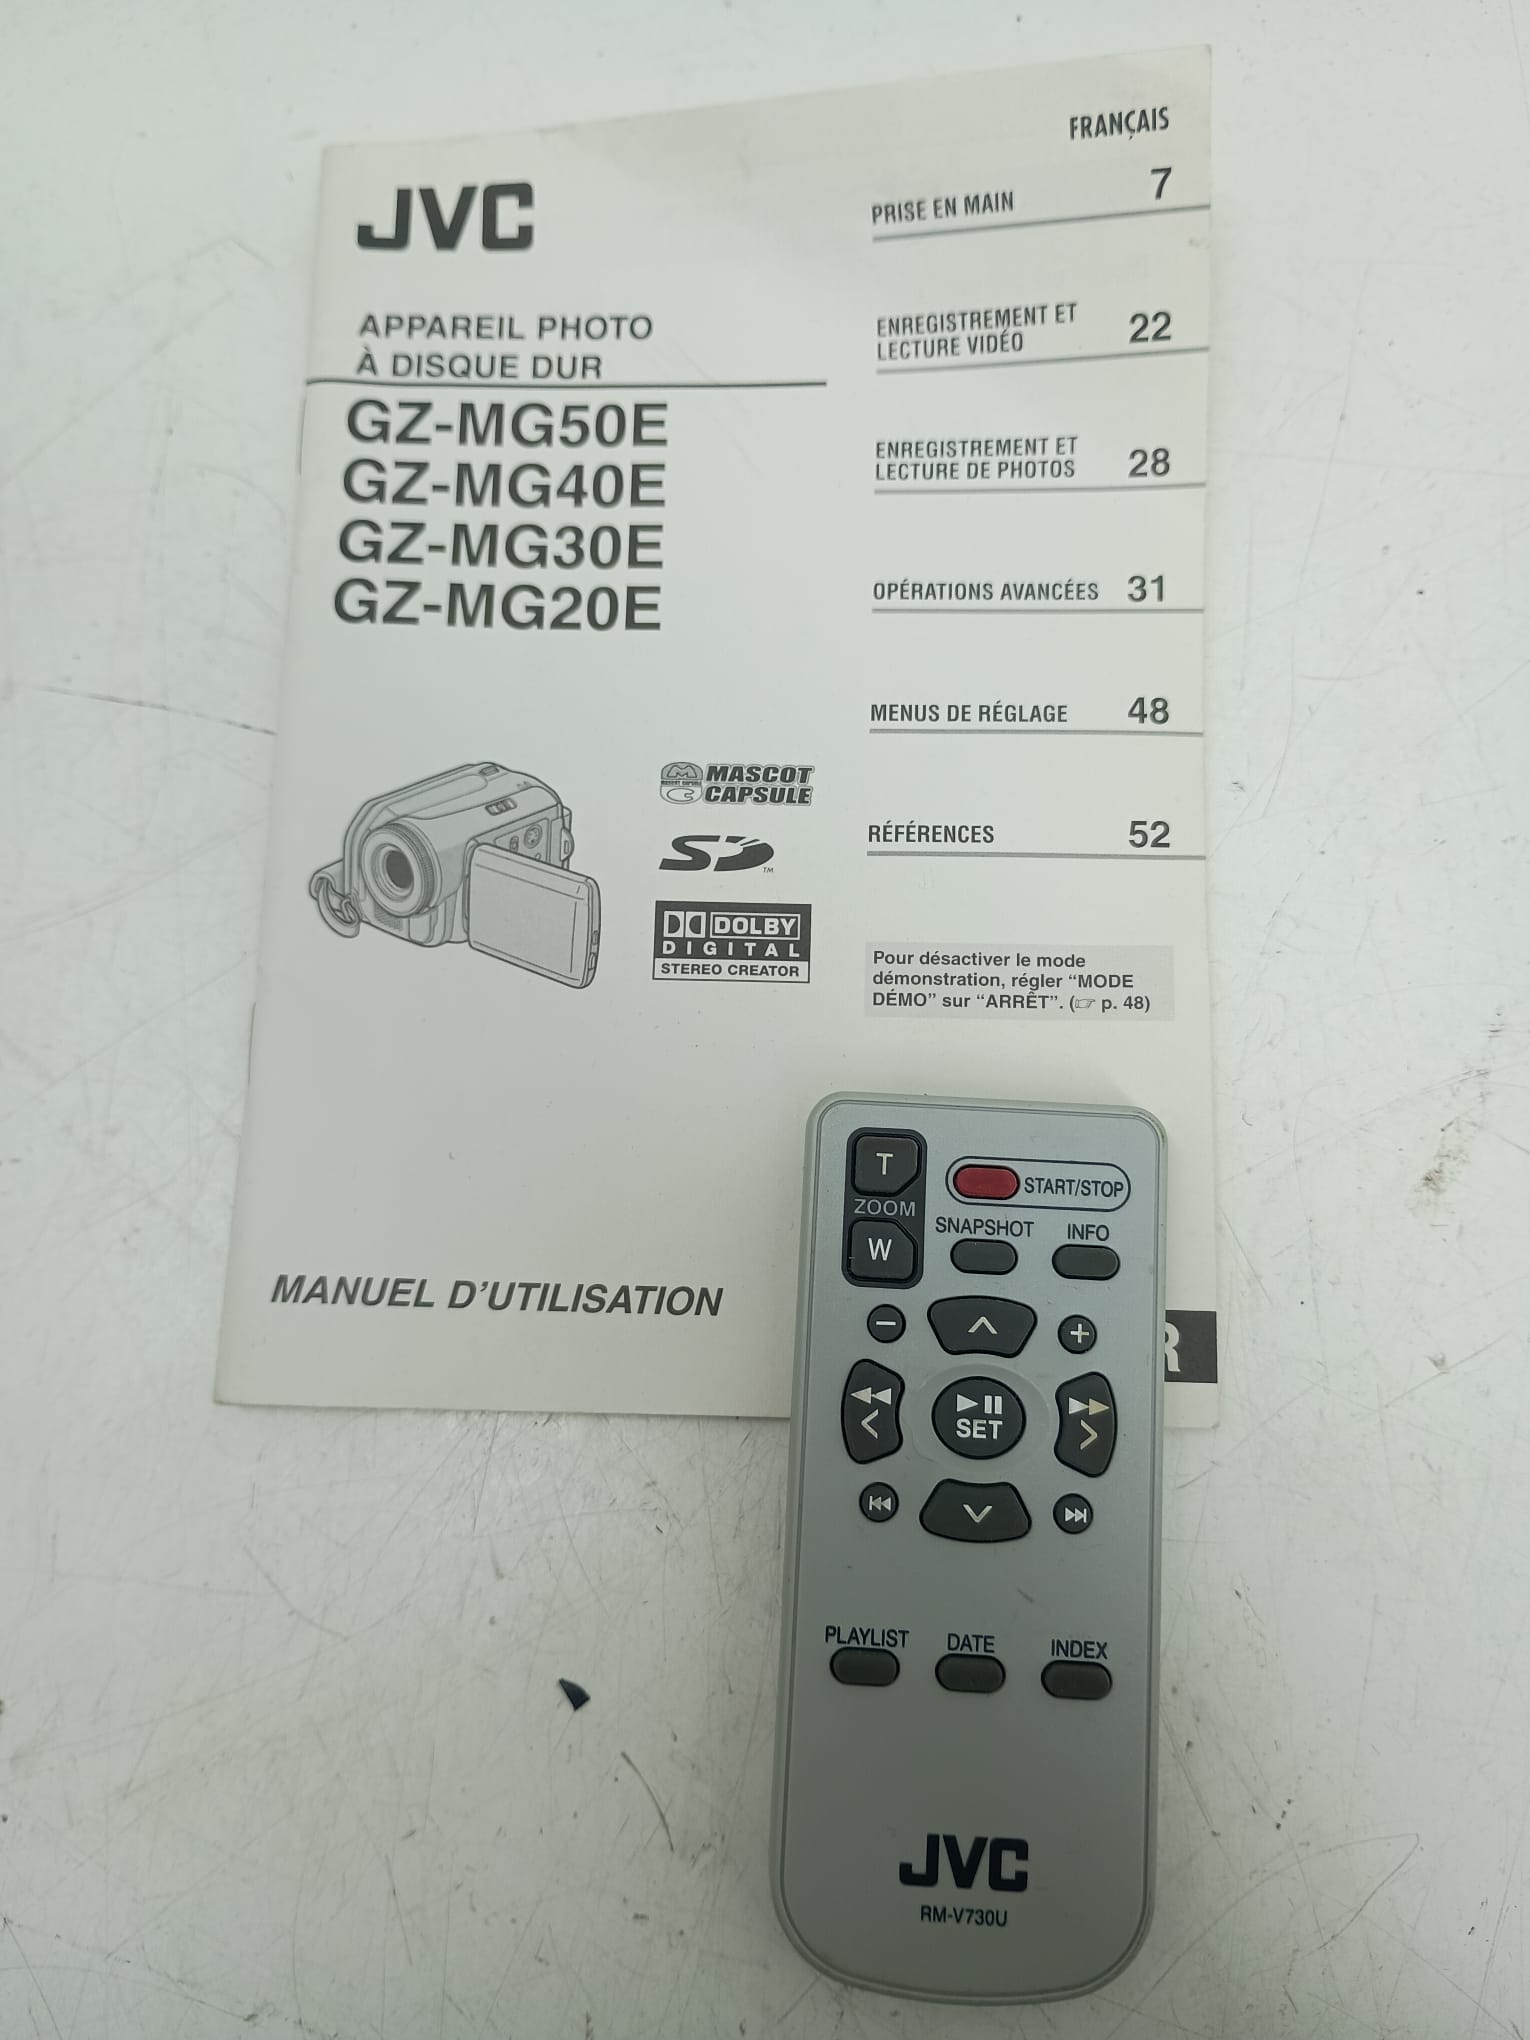 JVC
APPAREIL PHOTO
À DISQUE DUR
GZ-MG50E
GZ-MG40E
GZ-MG30E
GZ-MG20E
MASCOT
CAPSULE
SD
TM
DOLBY
DIGITAL
STEREO CREATOR
MANUEL D'UTILISATION
FRANÇAIS
PRISE EN MAIN 7
ENREGISTREMENT ET
LECTURE VIDÉO 22
ENREGISTREMENT ET
LECTURE DE PHOTOS 28
OPÉRATIONS AVANCÉES 31
MENUS DE RÉGLAGE 48
RÉFÉRENCES 52
Pour désactiver le mode
démonstration, régler “MODE
DÉMO” sur “ARRÊT”. (☞ p. 48)
R
T
ZOOM
W
START/STOP
SNAPSHOT INFO
SET
PLAYLIST DATE INDEX
JVC
RM-V730U